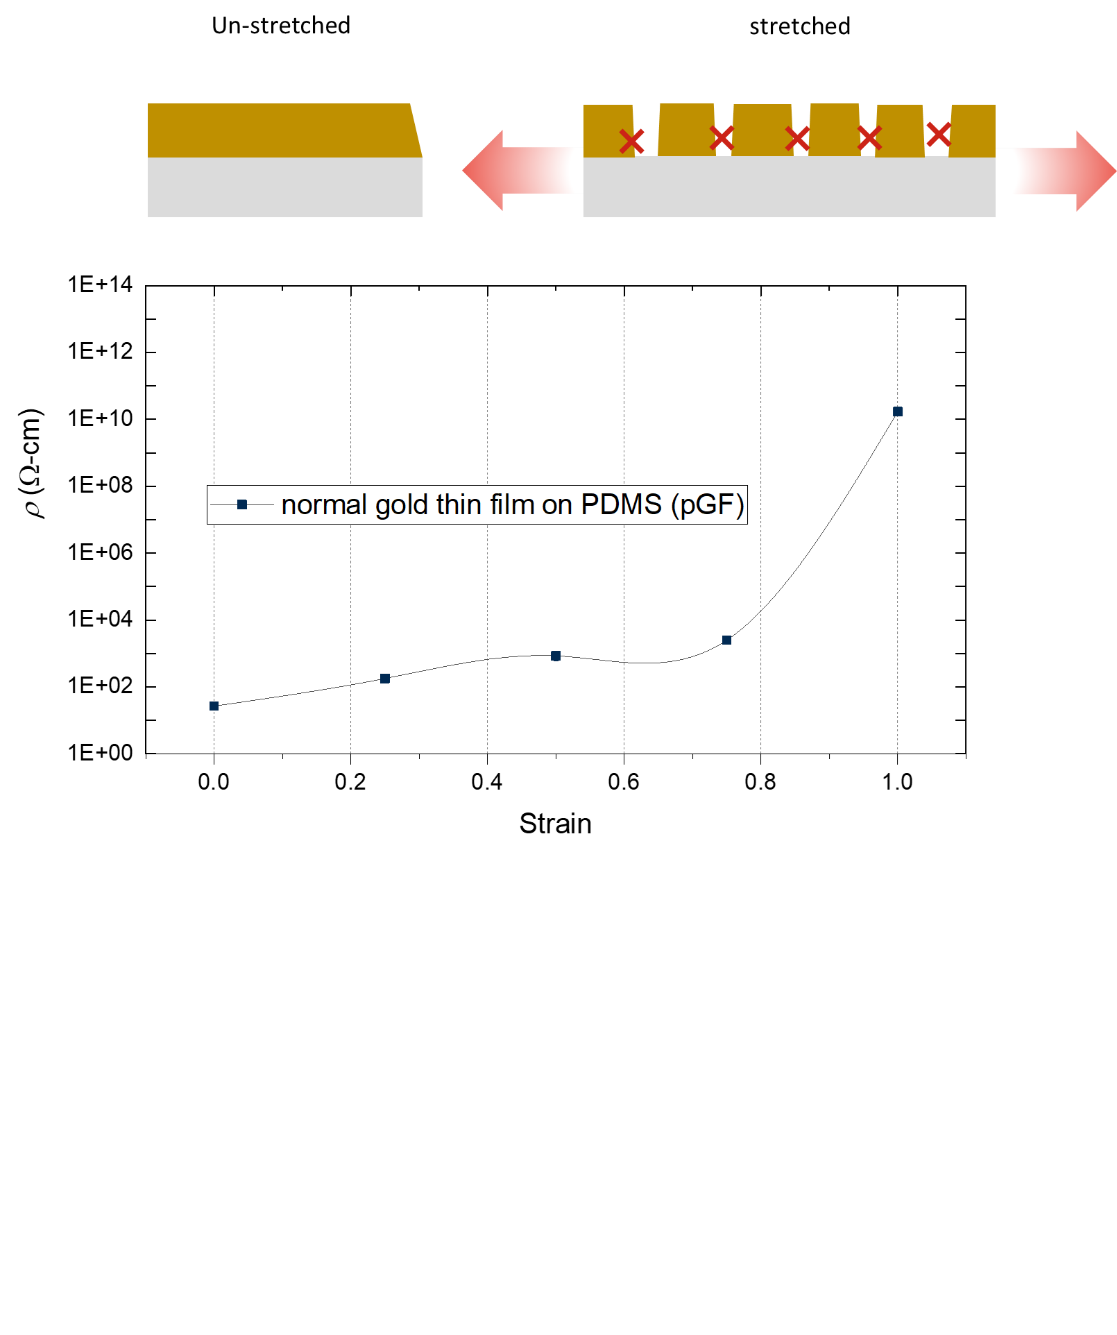 Un-stretched
stretched
1E+14
1E+12
1E+10
1E+08
1E+06
1E+04
1E+02
1E+00
ρ (Ω-cm)
normal gold thin film on PDMS (pGF)
0.0 0.2 0.4 0.6 0.8 1.0
Strain